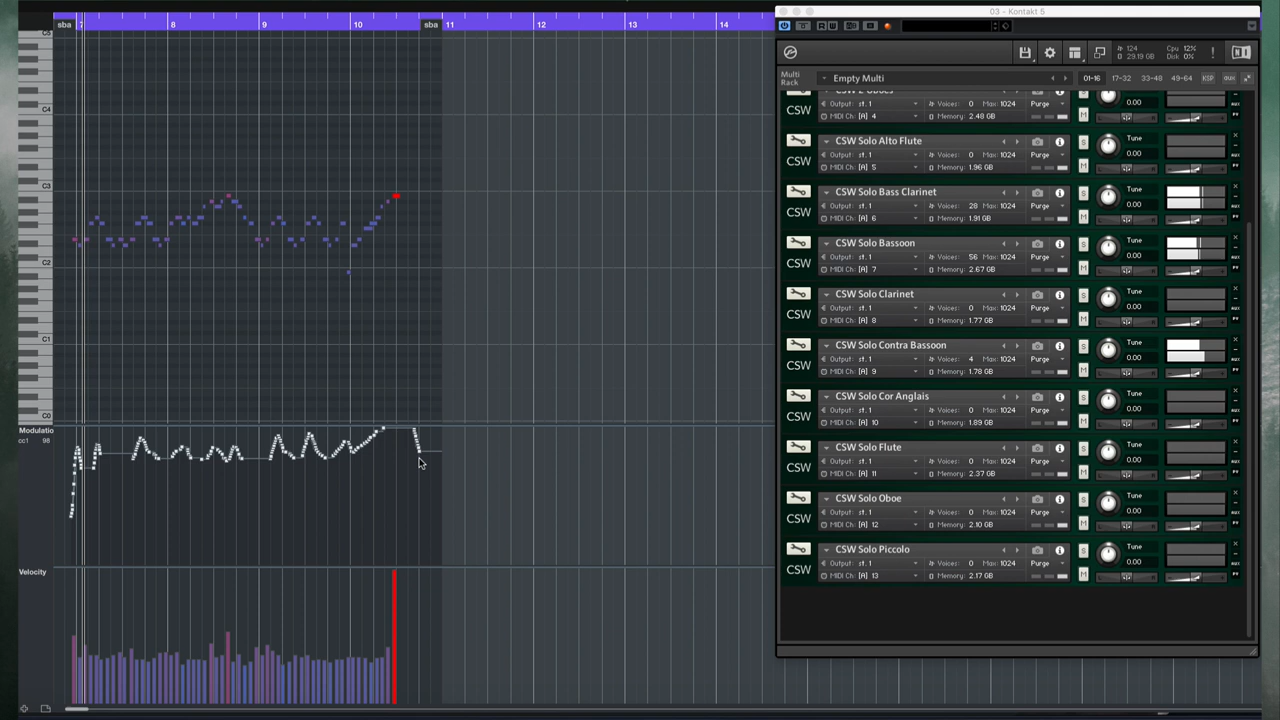 03 - Kontakt 5
sba 7 8 9 10 sba 11 12 13 14
R W
124
29.19 GB
Cpu 12%
Disk 0%
!
Multi
Rack
Empty Multi
01-16 17-32 33-48 49-64 KSP aux
0.00
Output: st. 1 Voices: 0 Max: 1024 Purge
MIDI Ch: [A] 4 Memory: 2.48 GB
CSW
CSW Solo Alto Flute
Output: st. 1 Voices: 0 Max: 1024 Purge
MIDI Ch: [A] 5 Memory: 1.96 GB
CSW
S
M
Tune
0.00
CSW Solo Bass Clarinet
Output: st. 1 Voices: 28 Max: 1024 Purge
MIDI Ch: [A] 6 Memory: 1.91 GB
CSW
S
M
Tune
0.00
CSW Solo Bassoon
Output: st. 1 Voices: 56 Max: 1024 Purge
MIDI Ch: [A] 7 Memory: 2.67 GB
CSW
S
M
Tune
0.00
CSW Solo Clarinet
Output: st. 1 Voices: 0 Max: 1024 Purge
MIDI Ch: [A] 8 Memory: 1.77 GB
CSW
S
M
Tune
0.00
CSW Solo Contra Bassoon
Output: st. 1 Voices: 4 Max: 1024 Purge
MIDI Ch: [A] 9 Memory: 1.78 GB
CSW
S
M
Tune
0.00
CSW Solo Cor Anglais
Output: st. 1 Voices: 0 Max: 1024 Purge
MIDI Ch: [A] 10 Memory: 1.89 GB
CSW
S
M
Tune
0.00
CSW Solo Flute
Output: st. 1 Voices: 0 Max: 1024 Purge
MIDI Ch: [A] 11 Memory: 2.37 GB
CSW
S
M
Tune
0.00
CSW Solo Oboe
Output: st. 1 Voices: 0 Max: 1024 Purge
MIDI Ch: [A] 12 Memory: 2.10 GB
CSW
S
M
Tune
0.00
CSW Solo Piccolo
Output: st. 1 Voices: 0 Max: 1024 Purge
MIDI Ch: [A] 13 Memory: 2.17 GB
CSW
S
M
Tune
0.00
C4
C3
C2
C1
C0
Modulatio
cc1 98
Velocity